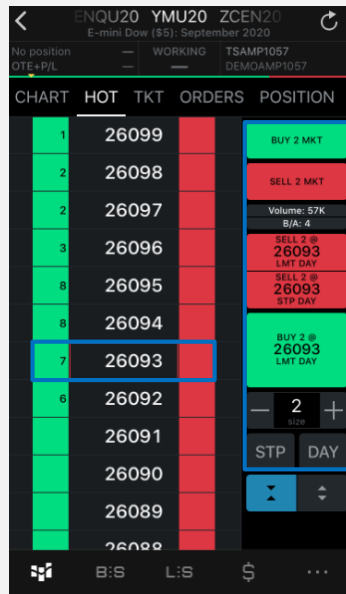 ENQU20 YMU20 ZCEN20
E-mini Dow ($5): September 2020
No position — WORKING TSAMP1057
OTE+P/L — — DEMOAMP1057
CHART HOT TKT ORDERS POSITION
1 26099
2 26098
2 26097
3 26096
8 26095
8 26094
7 26093
6 26092
26091
26090
26089
26088
BUY 2 MKT
SELL 2 MKT
Volume: 57K
B/A: 4
SELL 2 @
26093
LMT DAY
SELL 2 @
26093
STP DAY
BUY 2 @
26093
LMT DAY
— 2 +
size
STP DAY
B:S L:S $ ...